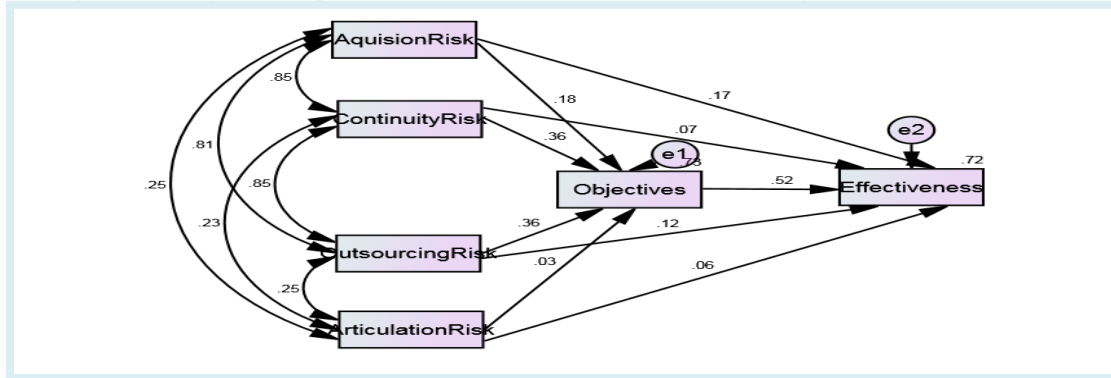 AquisionRisk
.85
.18
.17
ContinuityRisk
.07
.36
e1
e2
.73
.72
.81
.25
.85
Objectives
.52
Effectiveness
.23
.36
.12
OutsourcingRisk
.03
.06
.25
ArticulationRisk